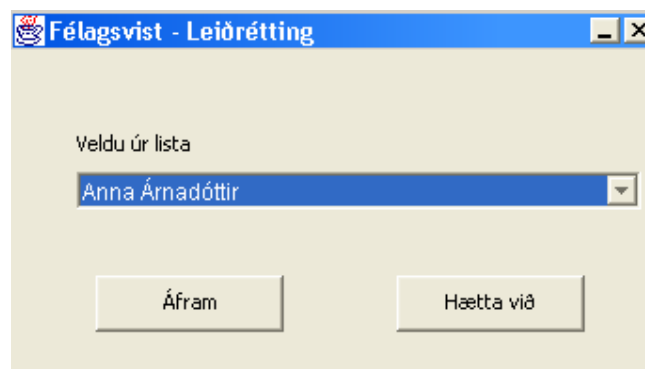 Félagsvist - Leiðrétting
Veldu úr lista
Anna Árnadóttir
Áfram
Hætta við